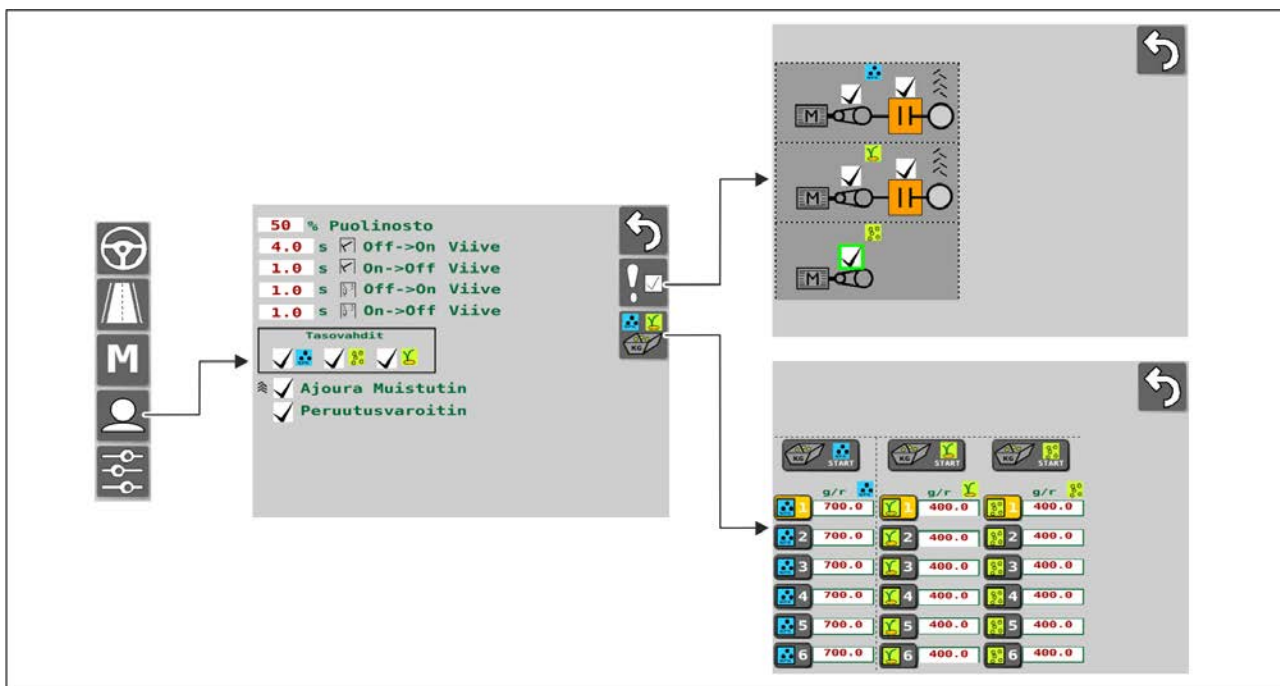 M
50 % Puolinosto
4.0 s Off->On Viive
1.0 s On->Off Viive
1.0 s Off->On Viive
1.0 s On->Off Viive
Tasovahdit
Ajoura Muistutin
Peruutusvaroitin
KG
M
M
M
KG START KG START KG START
g/r g/r g/r
1 700.0 1 400.0 1 400.0
2 700.0 2 400.0 2 400.0
3 700.0 3 400.0 3 400.0
4 700.0 4 400.0 4 400.0
5 700.0 5 400.0 5 400.0
6 700.0 6 400.0 6 400.0